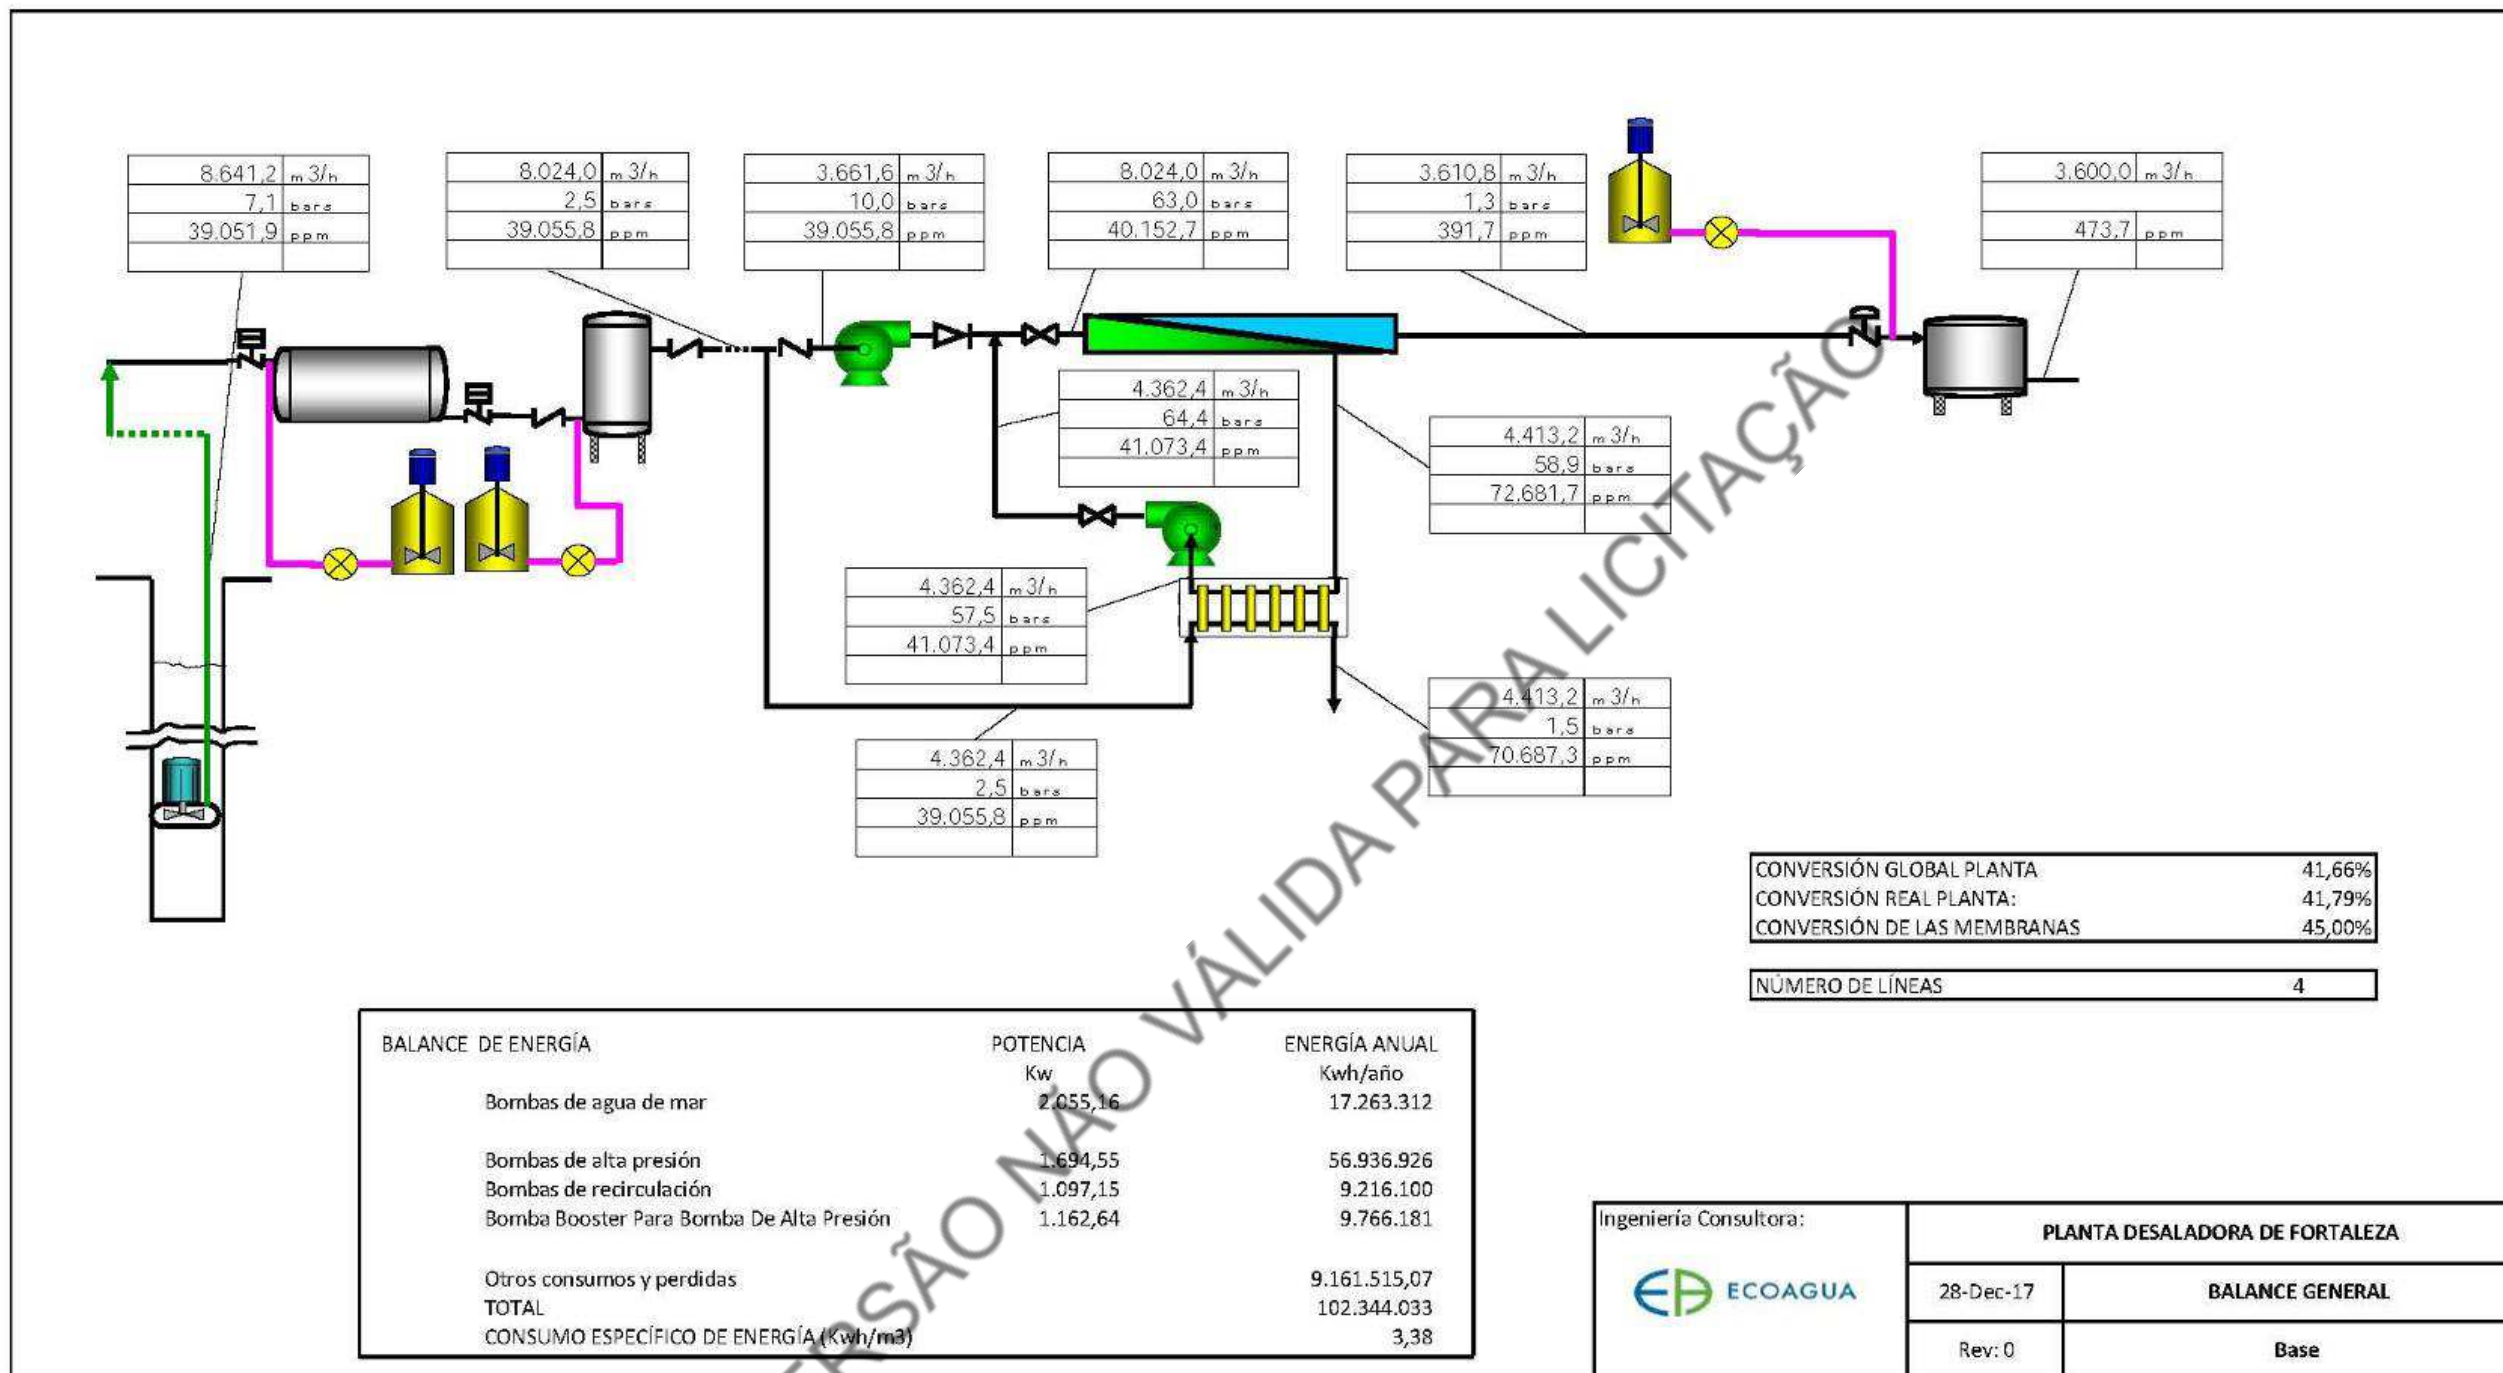 8.641,2 m3/h
7,1 bars
39.051,9 ppm
8.024,0 m3/h
2,5 bars
39.055,8 ppm
3.661,6 m3/h
10,0 bars
39.055,8 ppm
8.024,0 m3/h
63,0 bars
40.152,7 ppm
3.610,8 m3/h
1,3 bars
391,7 ppm
3.600,0 m3/h
473,7 ppm
4.362,4 m3/h
64,4 bars
41.073,4 ppm
4.413,2 m3/h
58,9 bars
72.681,7 ppm
4.362,4 m3/h
57,5 bars
41.073,4 ppm
4.413,2 m3/h
1,5 bars
70.687,3 ppm
4.362,4 m3/h
2,5 bars
39.055,8 ppm
CONVERSIÓN GLOBAL PLANTA 41,66%
CONVERSIÓN REAL PLANTA: 41,79%
CONVERSIÓN DE LAS MEMBRANAS 45,00%
NÚMERO DE LÍNEAS 4
BALANCE DE ENERGÍA POTENCIA ENERGÍA ANUAL
Kw Kwh/año
Bombas de agua de mar 2.055,16 17.263.312
Bombas de alta presión 1.694,55 56.936.926
Bombas de recirculación 1.097,15 9.216.100
Bomba Booster Para Bomba De Alta Presión 1.162,64 9.766.181
Otros consumos y perdidas 9.161.515,07
TOTAL 102.344.033
CONSUMO ESPECÍFICO DE ENERGÍA (Kwh/m3) 3,38
Ingeniería Consultora:
ECOAGUA
PLANTA DESALADORA DE FORTALEZA
28-Dec-17 BALANCE GENERAL
Rev: 0 Base
ERSÃO NÃO VÁLIDA PARA LICITAÇÃO